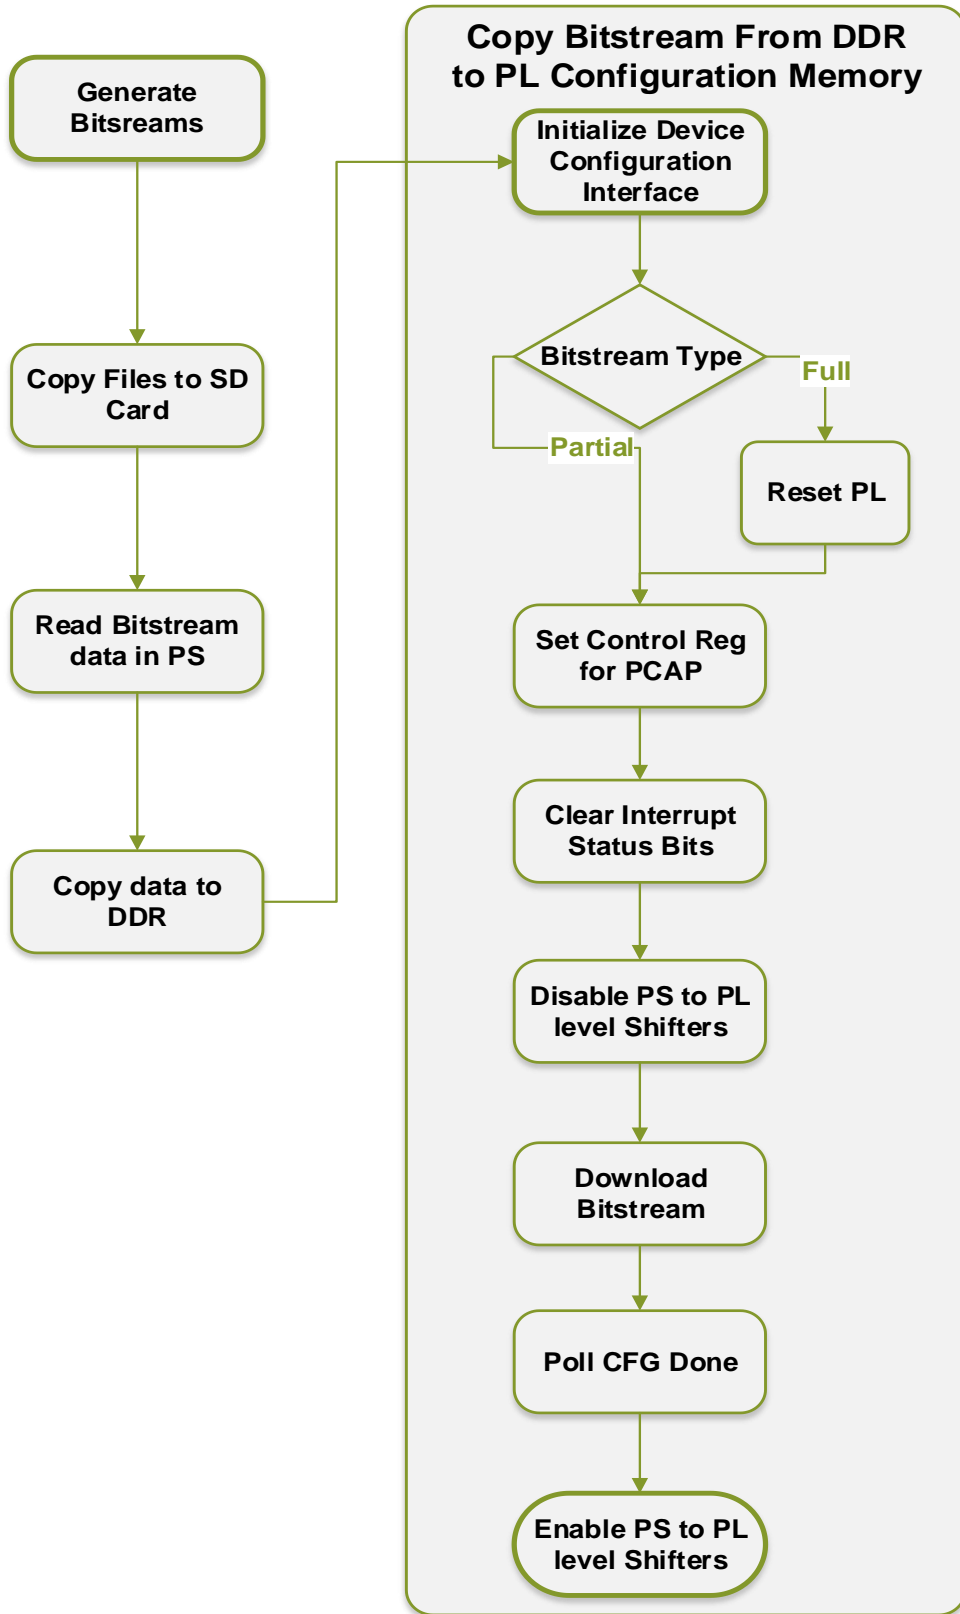 Generate
Bitsreams
Copy Files to SD
Card
Read Bitstream
data in PS
Copy data to
DDR
Copy Bitstream From DDR
to PL Configuration Memory
Initialize Device
Configuration
Interface
Bitstream Type
Full
Partial
Reset PL
Set Control Reg
for PCAP
Clear Interrupt
Status Bits
Disable PS to PL
level Shifters
Download
Bitstream
Poll CFG Done
Enable PS to PL
level Shifters